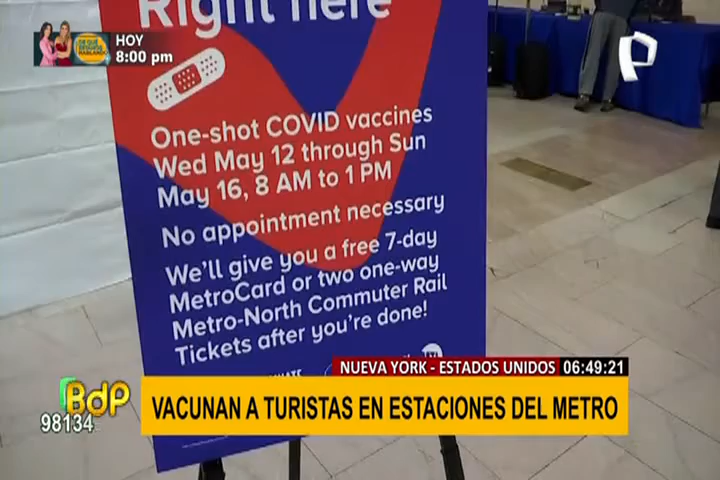 HOY
8:00 pm
Right here
One-shot COVID vaccines
Wed May 12 through Sun
May 16, 8 AM to 1 PM
No appointment necessary
We'll give you a free 7-day
MetroCard or two one-way
Metro-North Commuter Rail
Tickets after you're done!
NUEVA YORK - ESTADOS UNIDOS 06:49:21
BdP
98134
VACUNAN A TURISTAS EN ESTACIONES DEL METRO